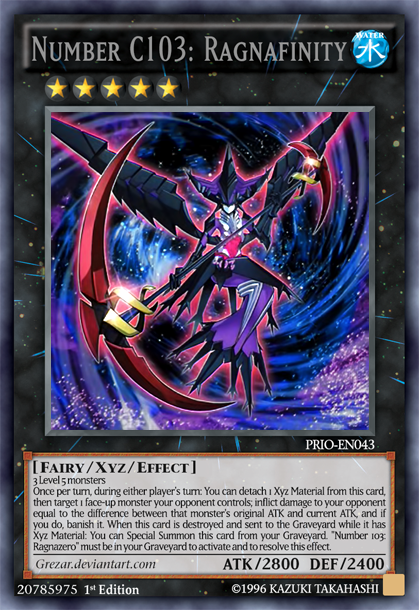 Number C103: Ragnafinity
WATER
水
PRIO-EN043
[Fairy/Xyz/Effect]
3 Level 5 monsters
Once per turn, during either player's turn: You can detach 1 Xyz Material from this card,
then target 1 face-up monster your opponent controls; inflict damage to your opponent
equal to the difference between that monster's original ATK and current ATK, and if
you do, banish it. When this card is destroyed and sent to the Graveyard while it has
Xyz Material: You can Special Summon this card from your Graveyard. "Number 103:
Ragnazero" must be in your Graveyard to activate and to resolve this effect.
Grezar.deviantart.com
ATK/2800 DEF/2400
20785975 1st Edition
©1996 KAZUKI TAKAHASHI